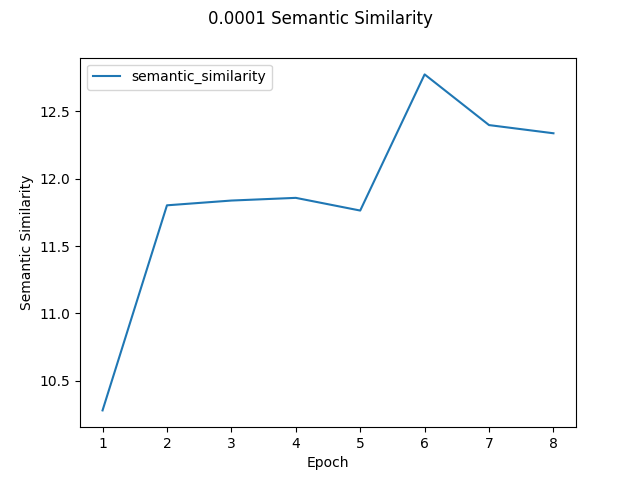 0.0001 Semantic Similarity
semantic_similarity
Semantic Similarity
12.5
12.0
11.5
11.0
10.5
1 2 3 4 5 6 7 8
Epoch